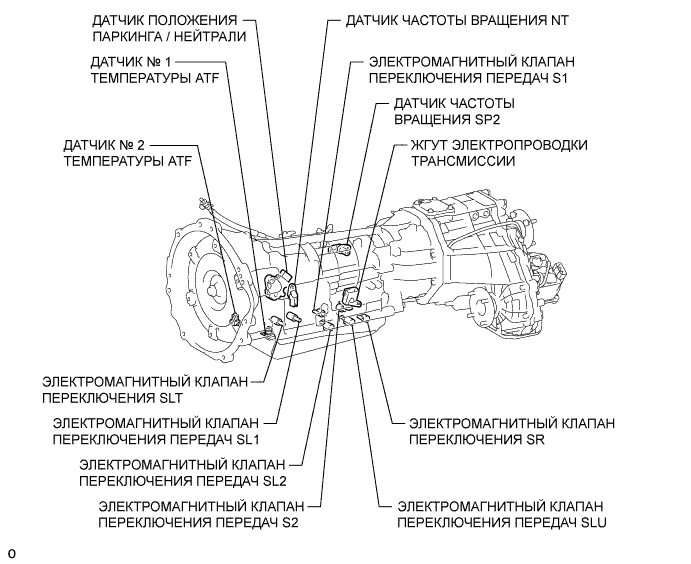 ДАТЧИК ПОЛОЖЕНИЯ
ПАРКИНГА / НЕЙТРАЛИ
ДАТЧИК ЧАСТОТЫ ВРАЩЕНИЯ NT
ДАТЧИК № 1
ТЕМПЕРАТУРЫ ATF
ЭЛЕКТРОМАГНИТНЫЙ КЛАПАН
ПЕРЕКЛЮЧЕНИЯ ПЕРЕДАЧ S1
ДАТЧИК ЧАСТОТЫ
ВРАЩЕНИЯ SP2
ДАТЧИК № 2
ТЕМПЕРАТУРЫ ATF
ЖГУТ ЭЛЕКТРОПРОВОДКИ
ТРАНСМИССИИ
ЭЛЕКТРОМАГНИТНЫЙ КЛАПАН
ПЕРЕКЛЮЧЕНИЯ SLT
ЭЛЕКТРОМАГНИТНЫЙ КЛАПАН
ПЕРЕКЛЮЧЕНИЯ ПЕРЕДАЧ SL1
ЭЛЕКТРОМАГНИТНЫЙ КЛАПАН
ПЕРЕКЛЮЧЕНИЯ SR
ЭЛЕКТРОМАГНИТНЫЙ КЛАПАН
ПЕРЕКЛЮЧЕНИЯ ПЕРЕДАЧ SL2
ЭЛЕКТРОМАГНИТНЫЙ КЛАПАН
ПЕРЕКЛЮЧЕНИЯ ПЕРЕДАЧ S2
ЭЛЕКТРОМАГНИТНЫЙ КЛАПАН
ПЕРЕКЛЮЧЕНИЯ ПЕРЕДАЧ SLU
O